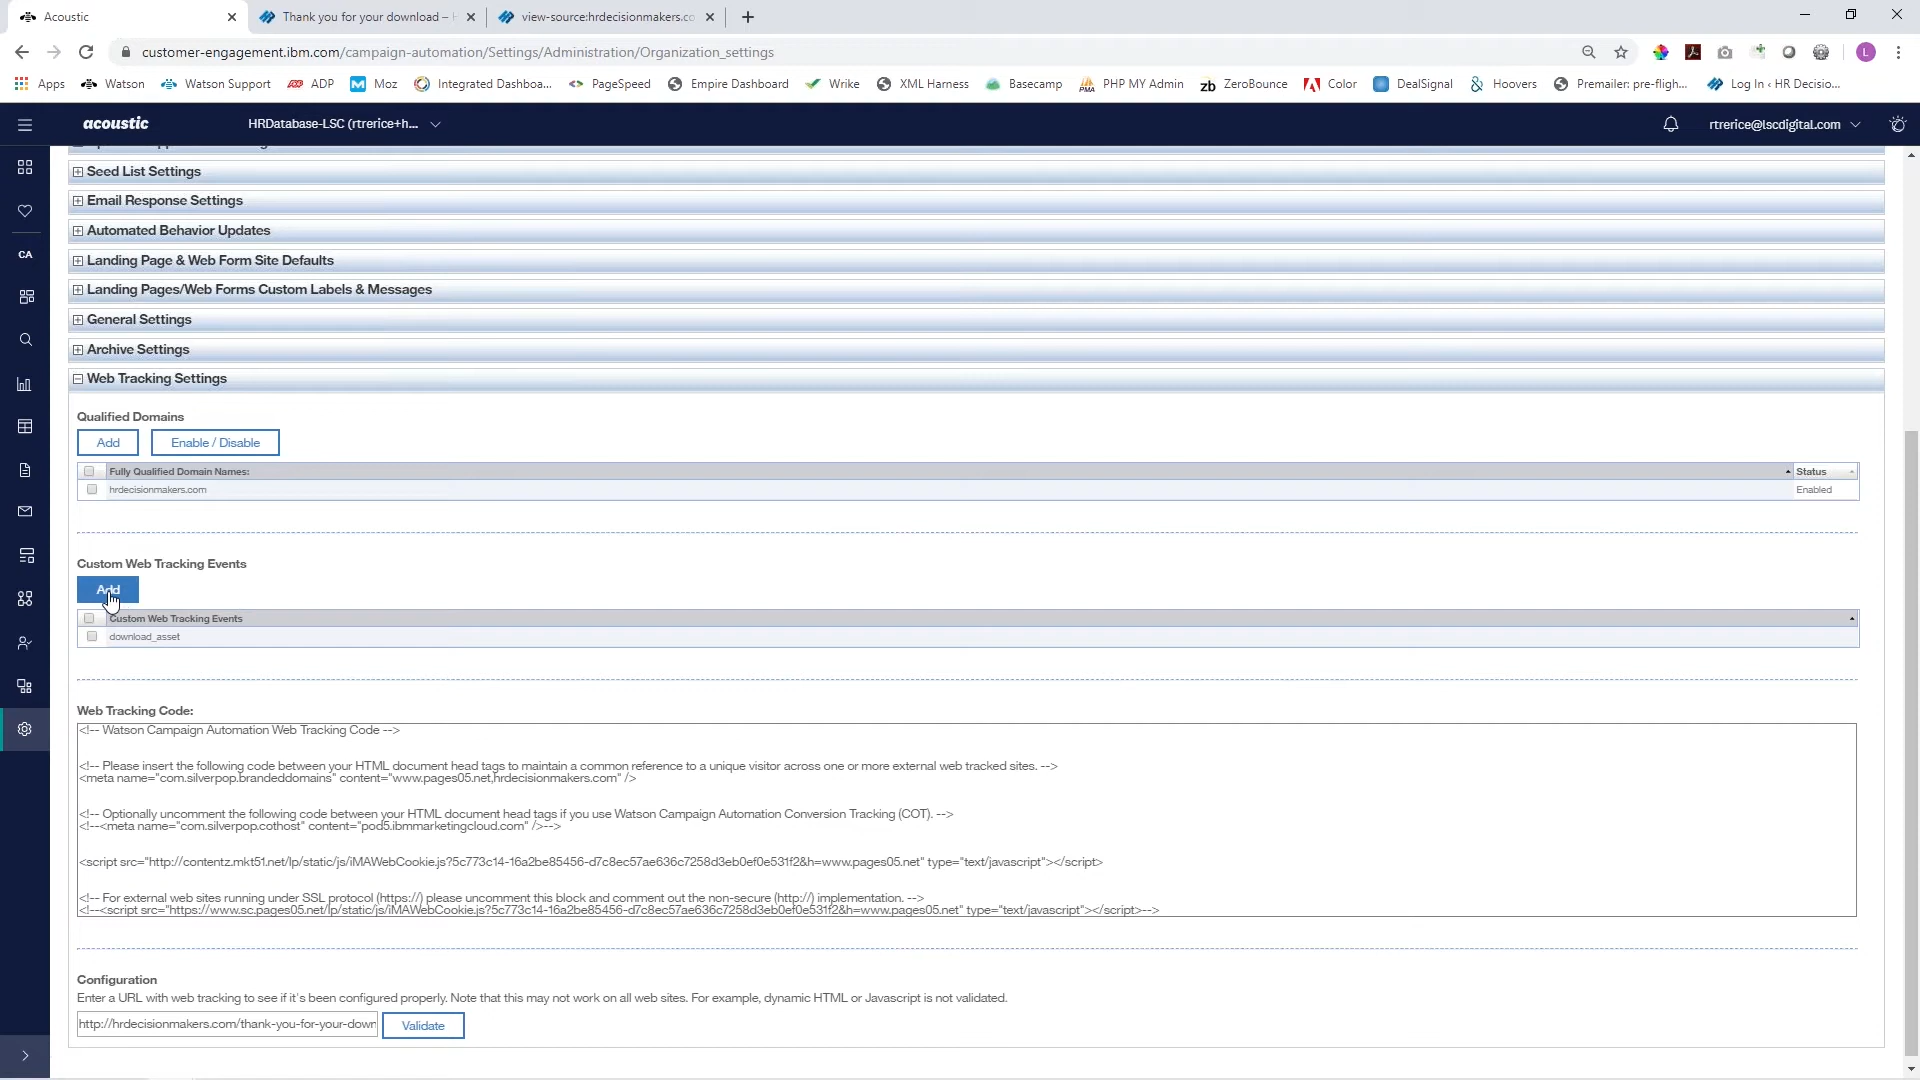 Acoustic
Thank you for your download –
view-source:hrdecisionmakers.co
customer-engagement.ibm.com/campaign-automation/Settings/Administration/Organization_settings
L
Apps Watson Watson Support ADP Moz Integrated Dashboa... PageSpeed Empire Dashboard Wrike XML Harness Basecamp PHP MY Admin ZeroBounce Color DealSignal Hoovers Premailer: pre-fligh... Log In ‹ HR Decisio...
acoustic HRDatabase-LSC (rtrerice+h... rtrerice@lscdigital.com
CA
Seed List Settings
Email Response Settings
Automated Behavior Updates
Landing Page & Web Form Site Defaults
Landing Pages/Web Forms Custom Labels & Messages
General Settings
Archive Settings
Web Tracking Settings
Qualified Domains
Add Enable / Disable
Fully Qualified Domain Names: Status
hrdecisionmakers.com Enabled
Custom Web Tracking Events
Add
Custom Web Tracking Events
download_asset
Web Tracking Code:
<!-- Watson Campaign Automation Web Tracking Code -->
<!-- Please insert the following code between your HTML document head tags to maintain a common reference to a unique visitor across one or more external web tracked sites. -->
<meta name="com.silverpop.brandeddomains" content="www.pages05.net,hrdecisionmakers.com" />
<!-- Optionally uncomment the following code between your HTML document head tags if you use Watson Campaign Automation Conversion Tracking (COT). -->
<!--<meta name="com.silverpop.cothost" content="pod5.ibmmarketingcloud.com" />-->
<script src="http://contentz.mkt51.net/lp/static/js/iMAWebCookie.js?5c773c14-16a2be85456-d7c8ec57ae636c7258d3eb0ef0e531f2&h=www.pages05.net" type="text/javascript"></script>
<!-- For external web sites running under SSL protocol (https://) please uncomment this block and comment out the non-secure (http://) implementation. -->
<!--<script src="https://www.sc.pages05.net/lp/static/js/iMAWebCookie.js?5c773c14-16a2be85456-d7c8ec57ae636c7258d3eb0ef0e531f2&h=www.pages05.net" type="text/javascript"></script>-->
Configuration
Enter a URL with web tracking to see if it's been configured properly. Note that this may not work on all web sites. For example, dynamic HTML or Javascript is not validated.
http://hrdecisionmakers.com/thank-you-for-your-down Validate